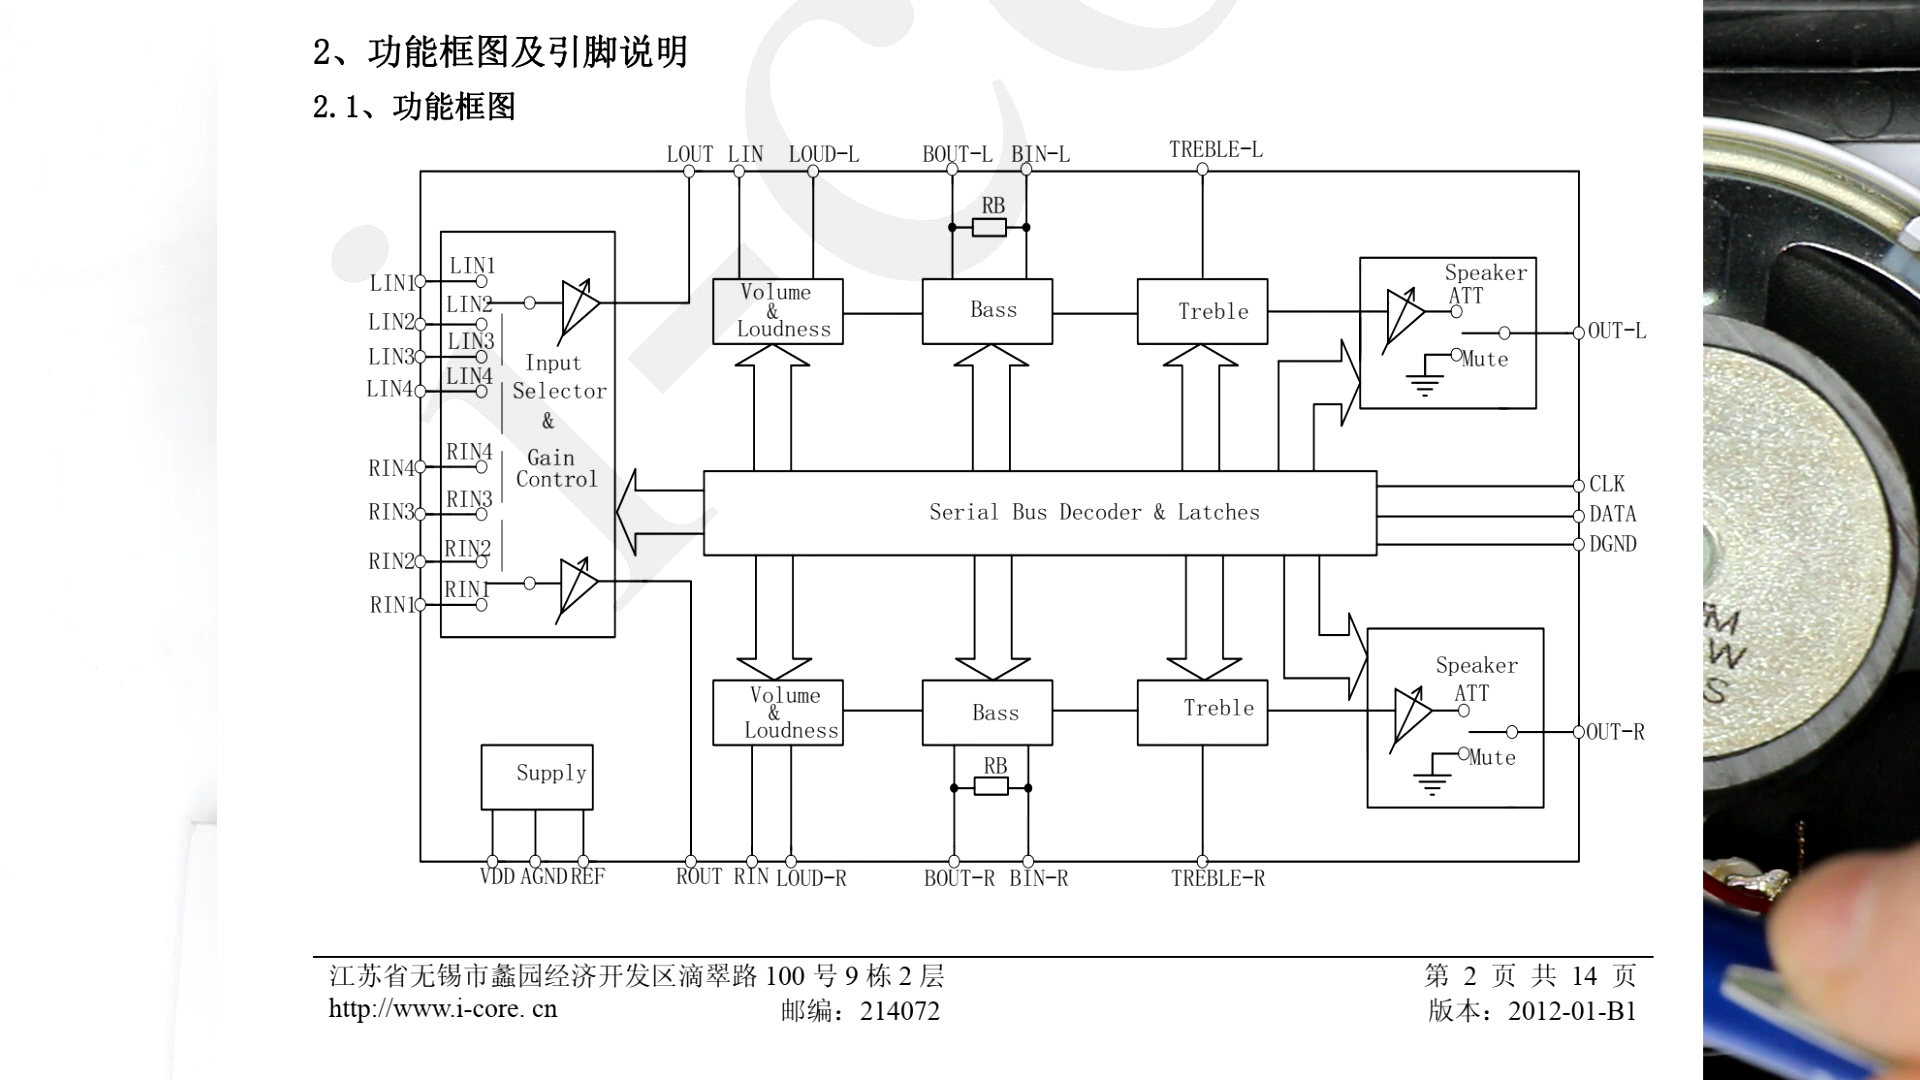 2、功能框图及引脚说明
2.1、功能框图
LOUT LIN LOUD-L BOUT-L BIN-L TREBLE-L
RB
LIN1 LIN1
LIN2 LIN2
LIN3 LIN3
LIN4 LIN4
RIN4 RIN4
RIN3 RIN3
RIN2 RIN2
RIN1 RIN1
Input
Selector
&
Gain
Control
Volume
&
Loudness
Bass
Treble
Speaker
ATT
Mute
OUT-L
Serial Bus Decoder & Latches
CLK
DATA
DGND
Volume
&
Loudness
Bass
Treble
Speaker
ATT
Mute
OUT-R
RB
Supply
VDD AGND REF ROUT RIN LOUD-R BOUT-R BIN-R TREBLE-R
江苏省无锡市蠡园经济开发区滴翠路 100 号 9 栋 2 层 第 2 页 共 14 页
http://www.i-core. cn 邮编：214072 版本：2012-01-B1
i-co
M
W
S